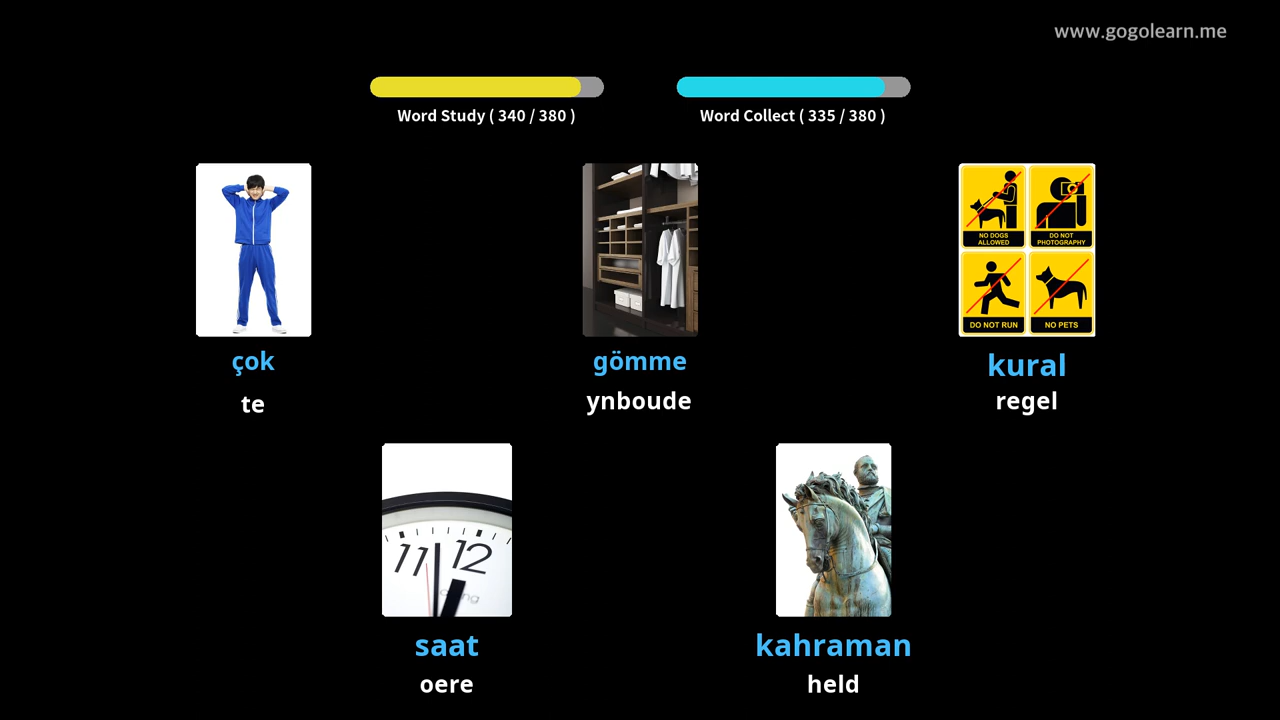 www.gogolearn.me
Word Study ( 340 / 380 )
Word Collect ( 335 / 380 )
NO DOGS
ALLOWED
DO NOT
PHOTOGRAPHY
DO NOT RUN
NO PETS
çok
gömme
kural
te
ynboude
regel
11 12
saat
kahraman
oere
held